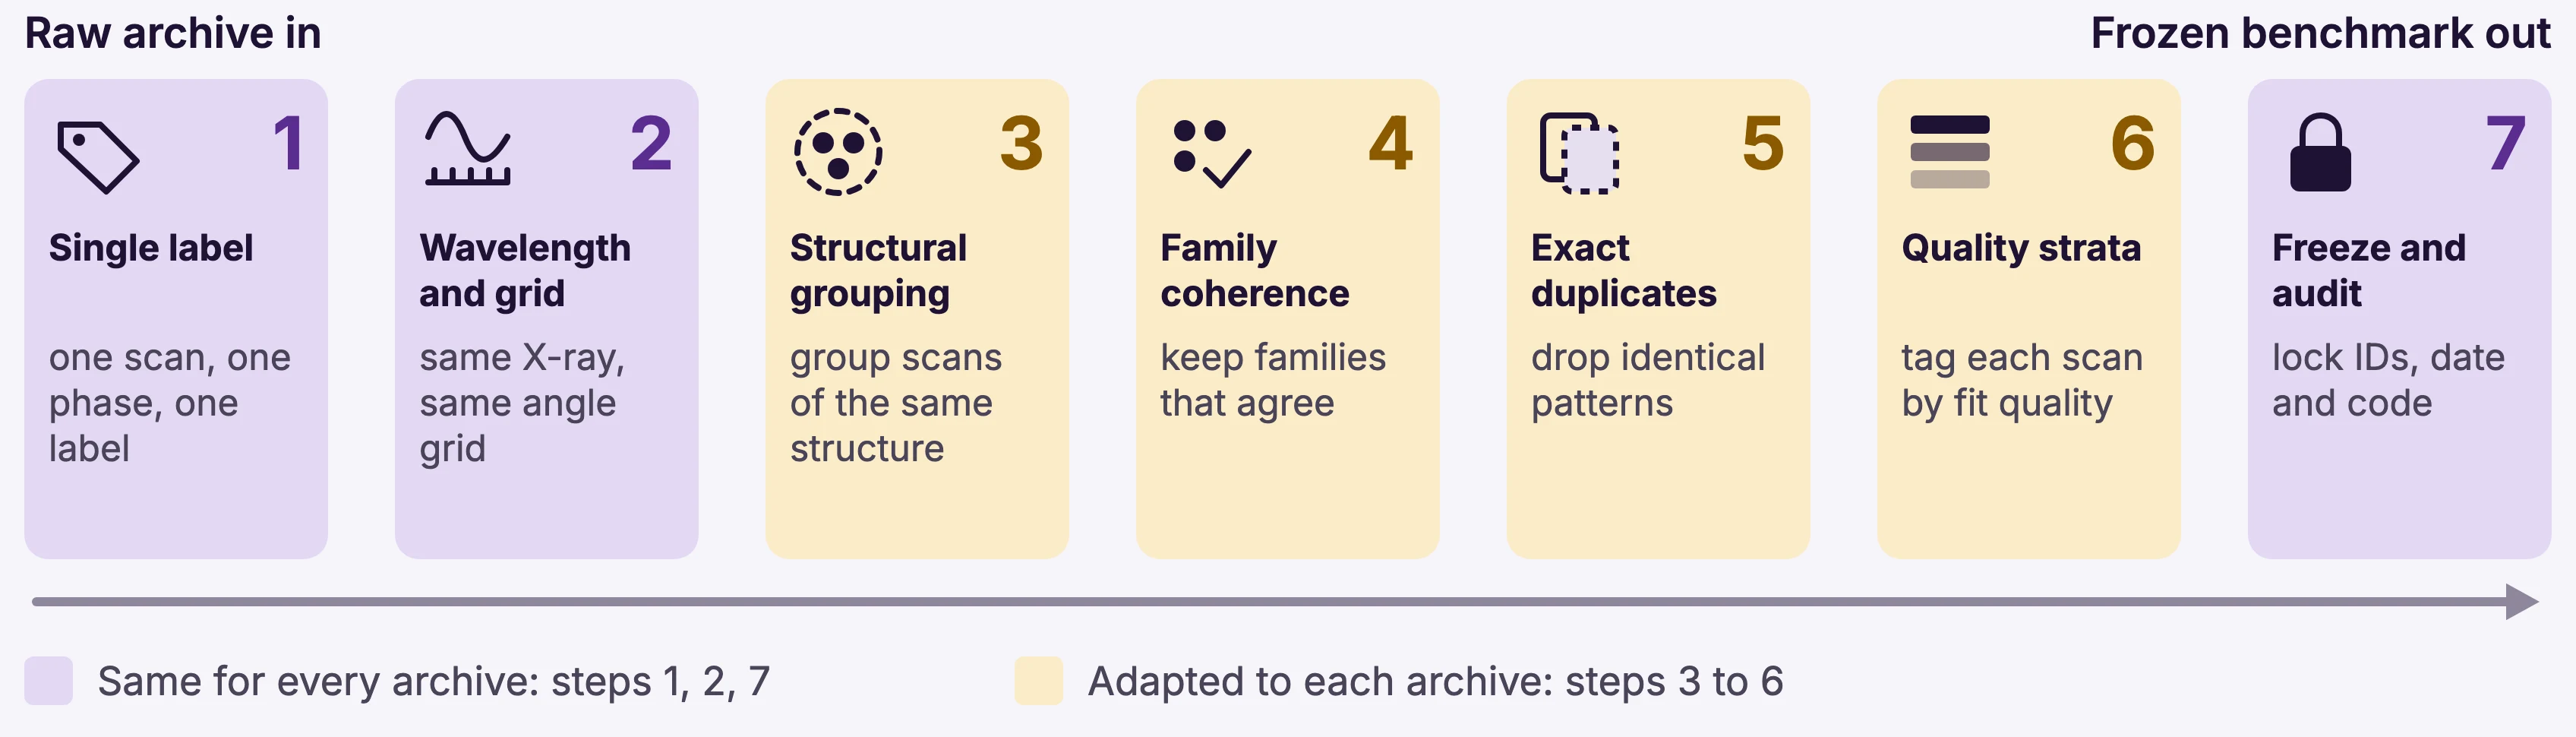 Raw archive in
Frozen benchmark out
1
Single label
one scan, one
phase, one
label
2
Wavelength
and grid
same X-ray,
same angle
grid
3
Structural
grouping
group scans
of the same
structure
4
Family
coherence
keep families
that agree
5
Exact
duplicates
drop identical
patterns
6
Quality strata
tag each scan
by fit quality
7
Freeze and
audit
lock IDs, date
and code
Same for every archive: steps 1, 2, 7
Adapted to each archive: steps 3 to 6